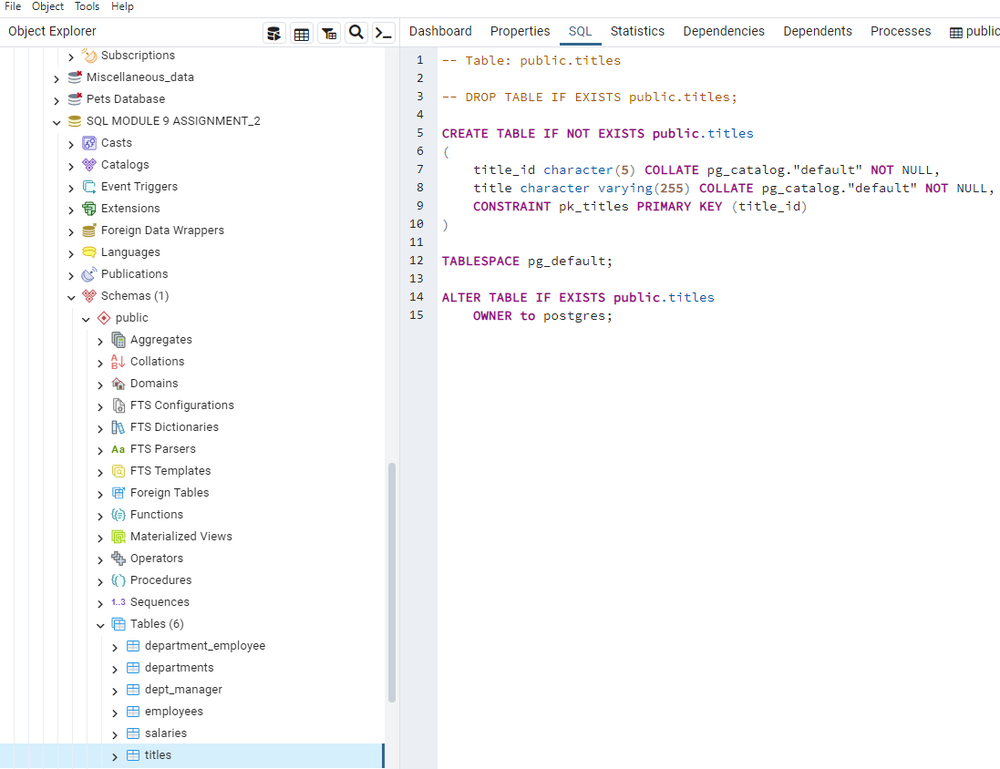 File Object Tools Help
Object Explorer
Dashboard Properties SQL Statistics Dependencies Dependents Processes public
Subscriptions
Miscellaneous_data
Pets Database
SQL MODULE 9 ASSIGNMENT_2
Casts
Catalogs
Event Triggers
Extensions
Foreign Data Wrappers
Languages
Publications
Schemas (1)
public
Aggregates
Collations
Domains
FTS Configurations
FTS Dictionaries
Aa FTS Parsers
FTS Templates
Foreign Tables
Functions
Materialized Views
Operators
Procedures
1..3 Sequences
Tables (6)
department_employee
departments
dept_manager
employees
salaries
titles
1 -- Table: public.titles
2
3 -- DROP TABLE IF EXISTS public.titles;
4
5 CREATE TABLE IF NOT EXISTS public.titles
6 (
7 title_id character(5) COLLATE pg_catalog."default" NOT NULL,
8 title character varying(255) COLLATE pg_catalog."default" NOT NULL,
9 CONSTRAINT pk_titles PRIMARY KEY (title_id)
10 )
11
12 TABLESPACE pg_default;
13
14 ALTER TABLE IF EXISTS public.titles
15 OWNER to postgres;